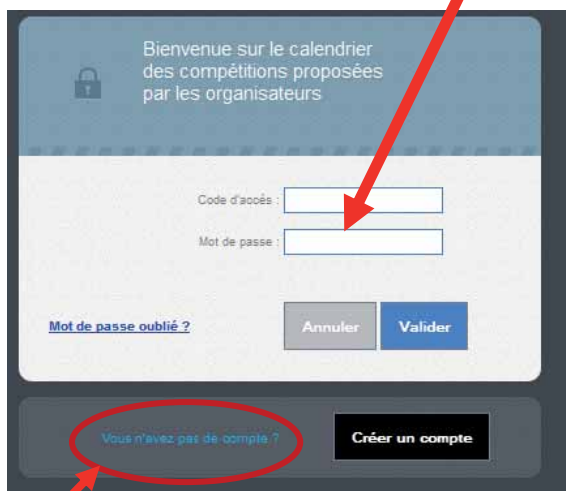 Bienvenue sur le calendrier
des compétitions proposées
par les organisateurs
Code d'accès :
Mot de passe :
Mot de passe oublié ?
Annuler
Valider
Vous n'avez pas de compte ?
Créer un compte